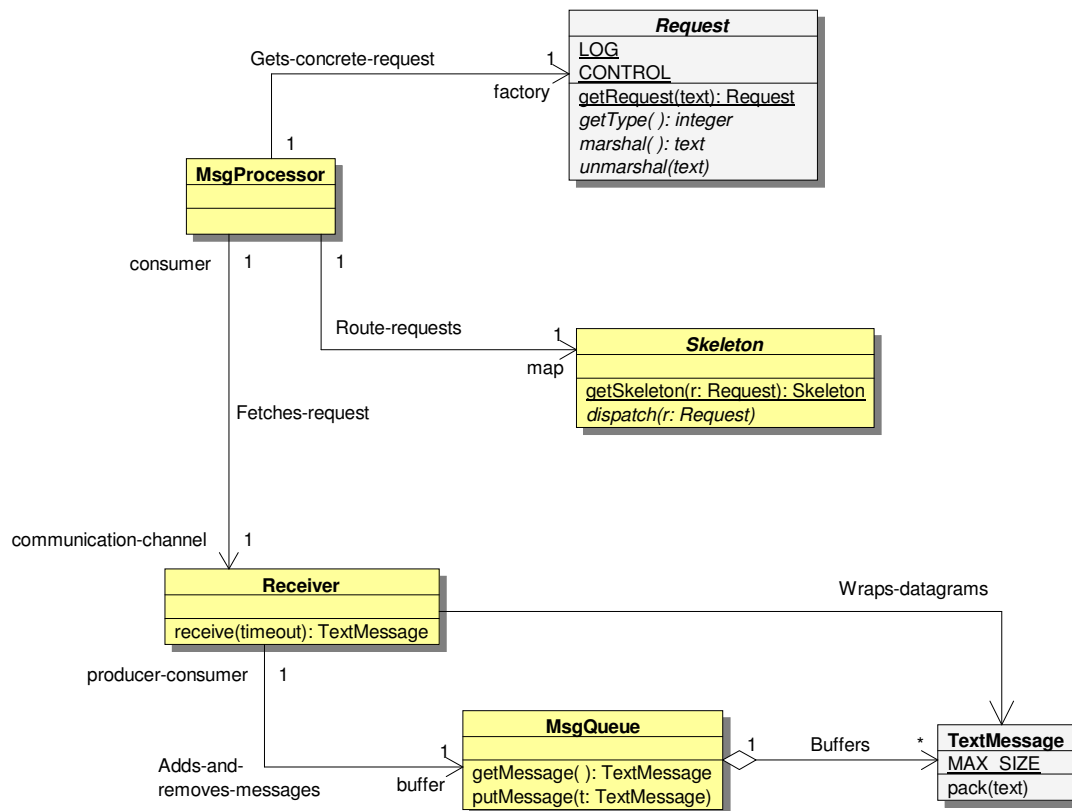 Request
LOG
CONTROL
getRequest(text): Request
getType( ): integer
marshal( ): text
unmarshal(text)
Gets-concrete-request
1
factory
1
MsgProcessor
consumer
1
1
Route-requests
1
map
Skeleton
getSkeleton(r: Request): Skeleton
dispatch(r: Request)
Fetches-request
communication-channel
1
Receiver
receive(timeout): TextMessage
Wraps-datagrams
producer-consumer
1
Adds-and-
removes-messages
1
buffer
MsgQueue
getMessage( ): TextMessage
putMessage(t: TextMessage)
1
Buffers
*
TextMessage
MAX_SIZE
pack(text)